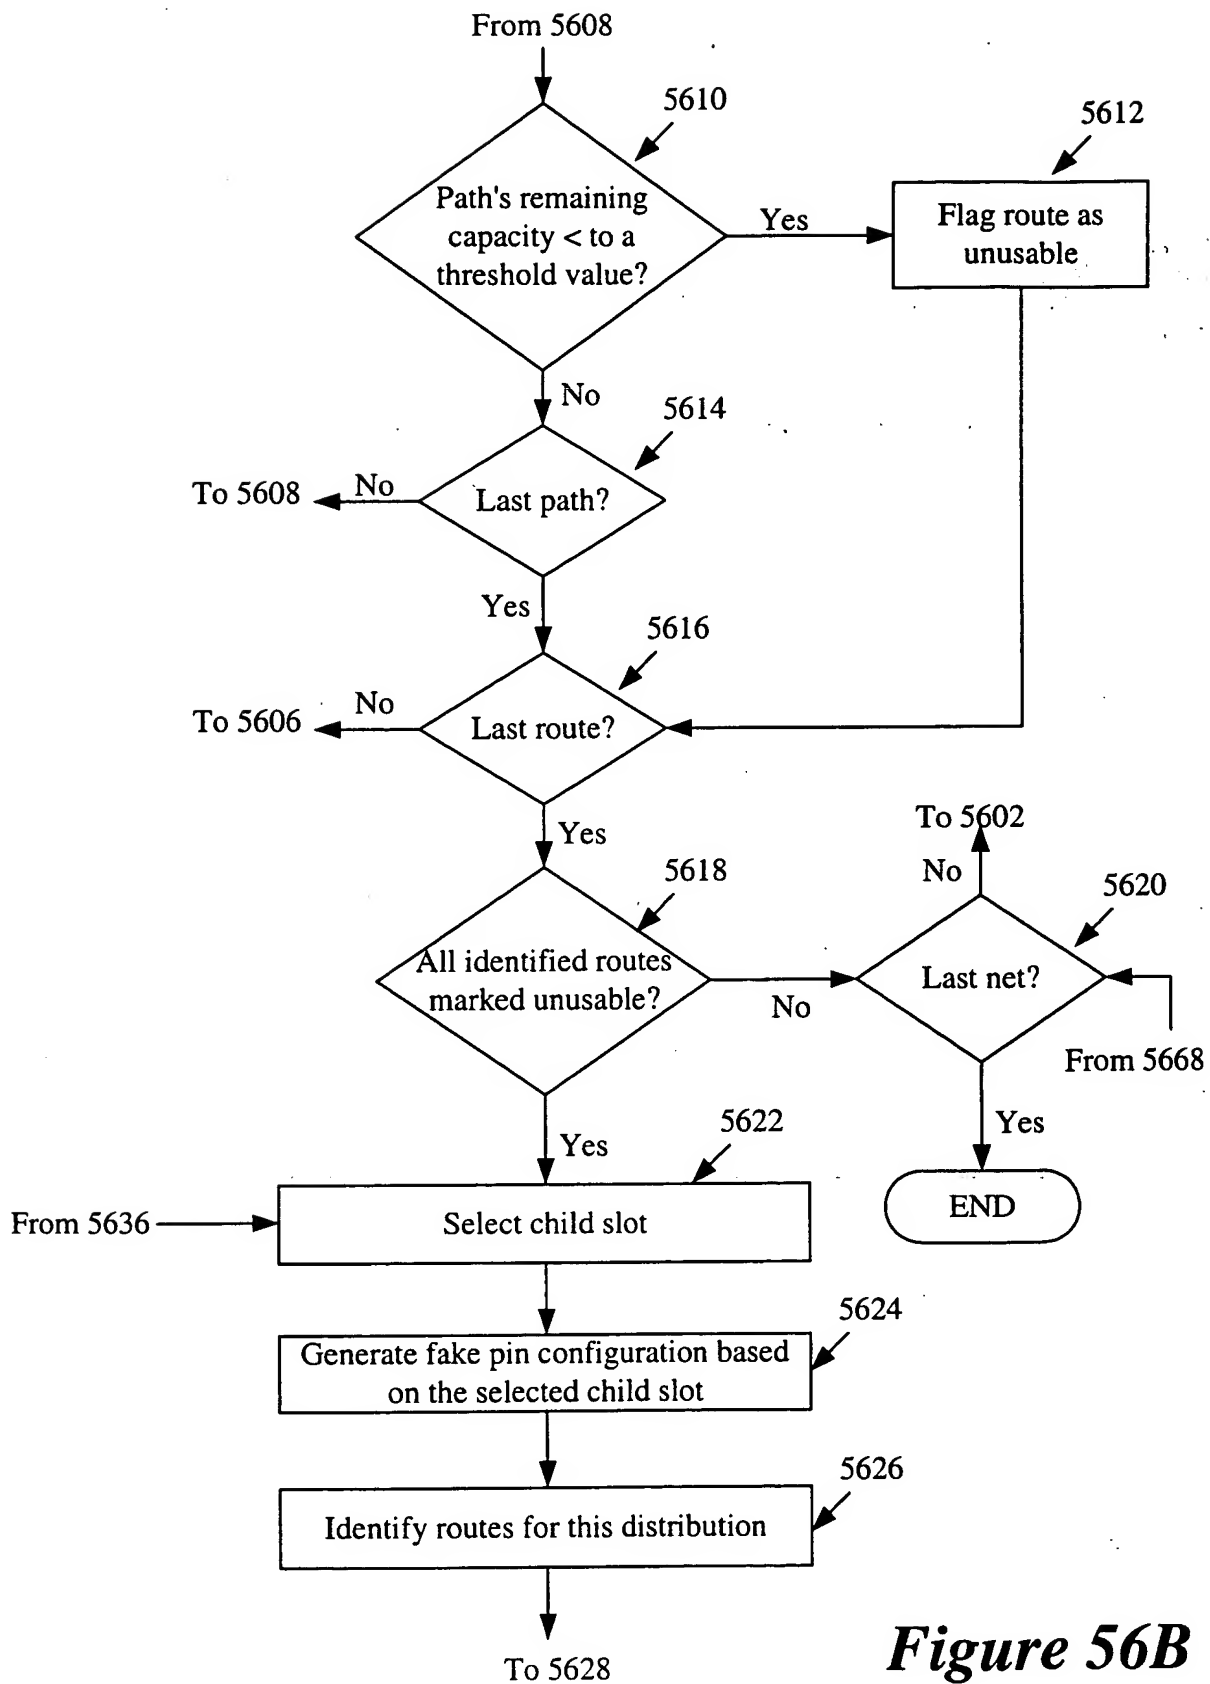 From 5608
5610
5612
Path's remaining
capacity < to a
threshold value?
Yes
Flag route as
unusable
No
5614
To 5608
No
Last path?
Yes
5616
To 5606
No
Last route?
Yes
To 5602
No
5618
5620
All identified routes
marked unusable?
No
Last net?
From 5668
Yes
Yes
5622
END
From 5636
Select child slot
5624
Generate fake pin configuration based
on the selected child slot
5626
Identify routes for this distribution
To 5628
Figure 56B